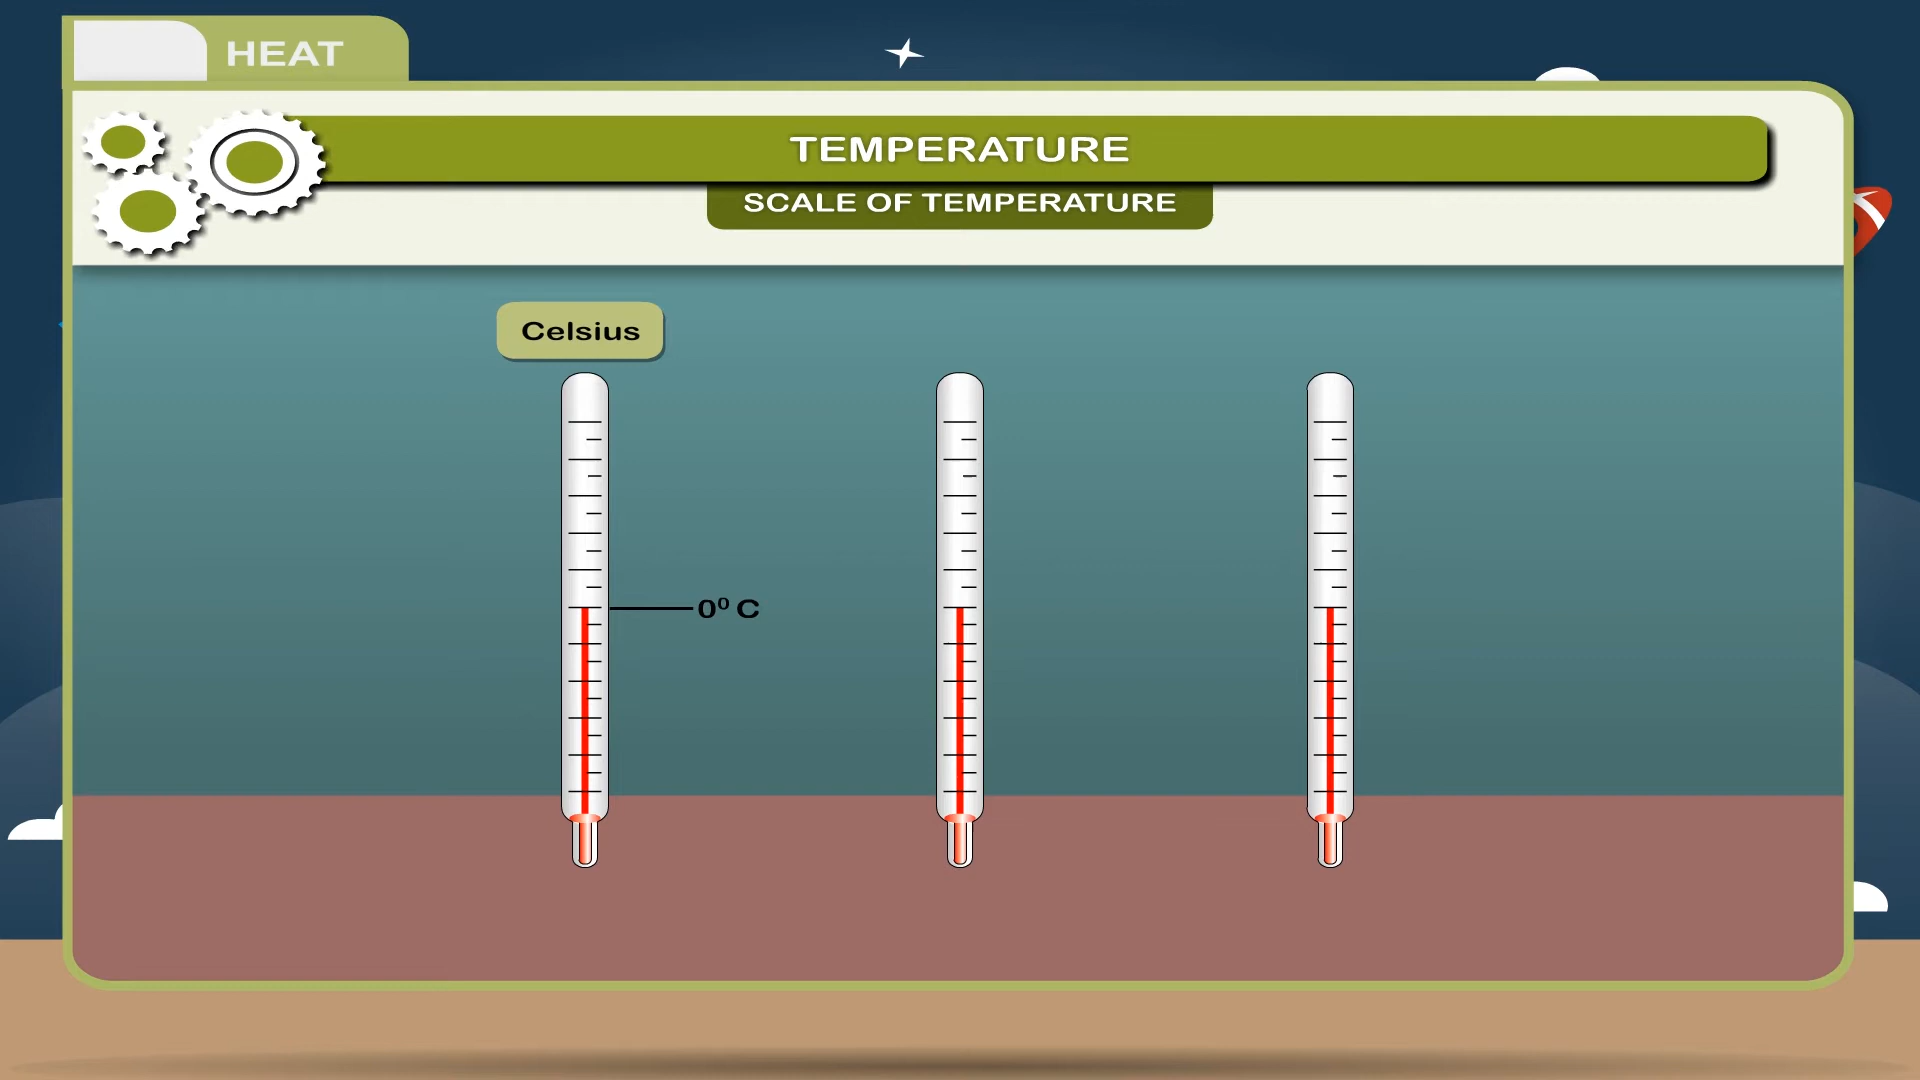 HEAT
TEMPERATURE
SCALE OF TEMPERATURE
Celsius
0⁰ C